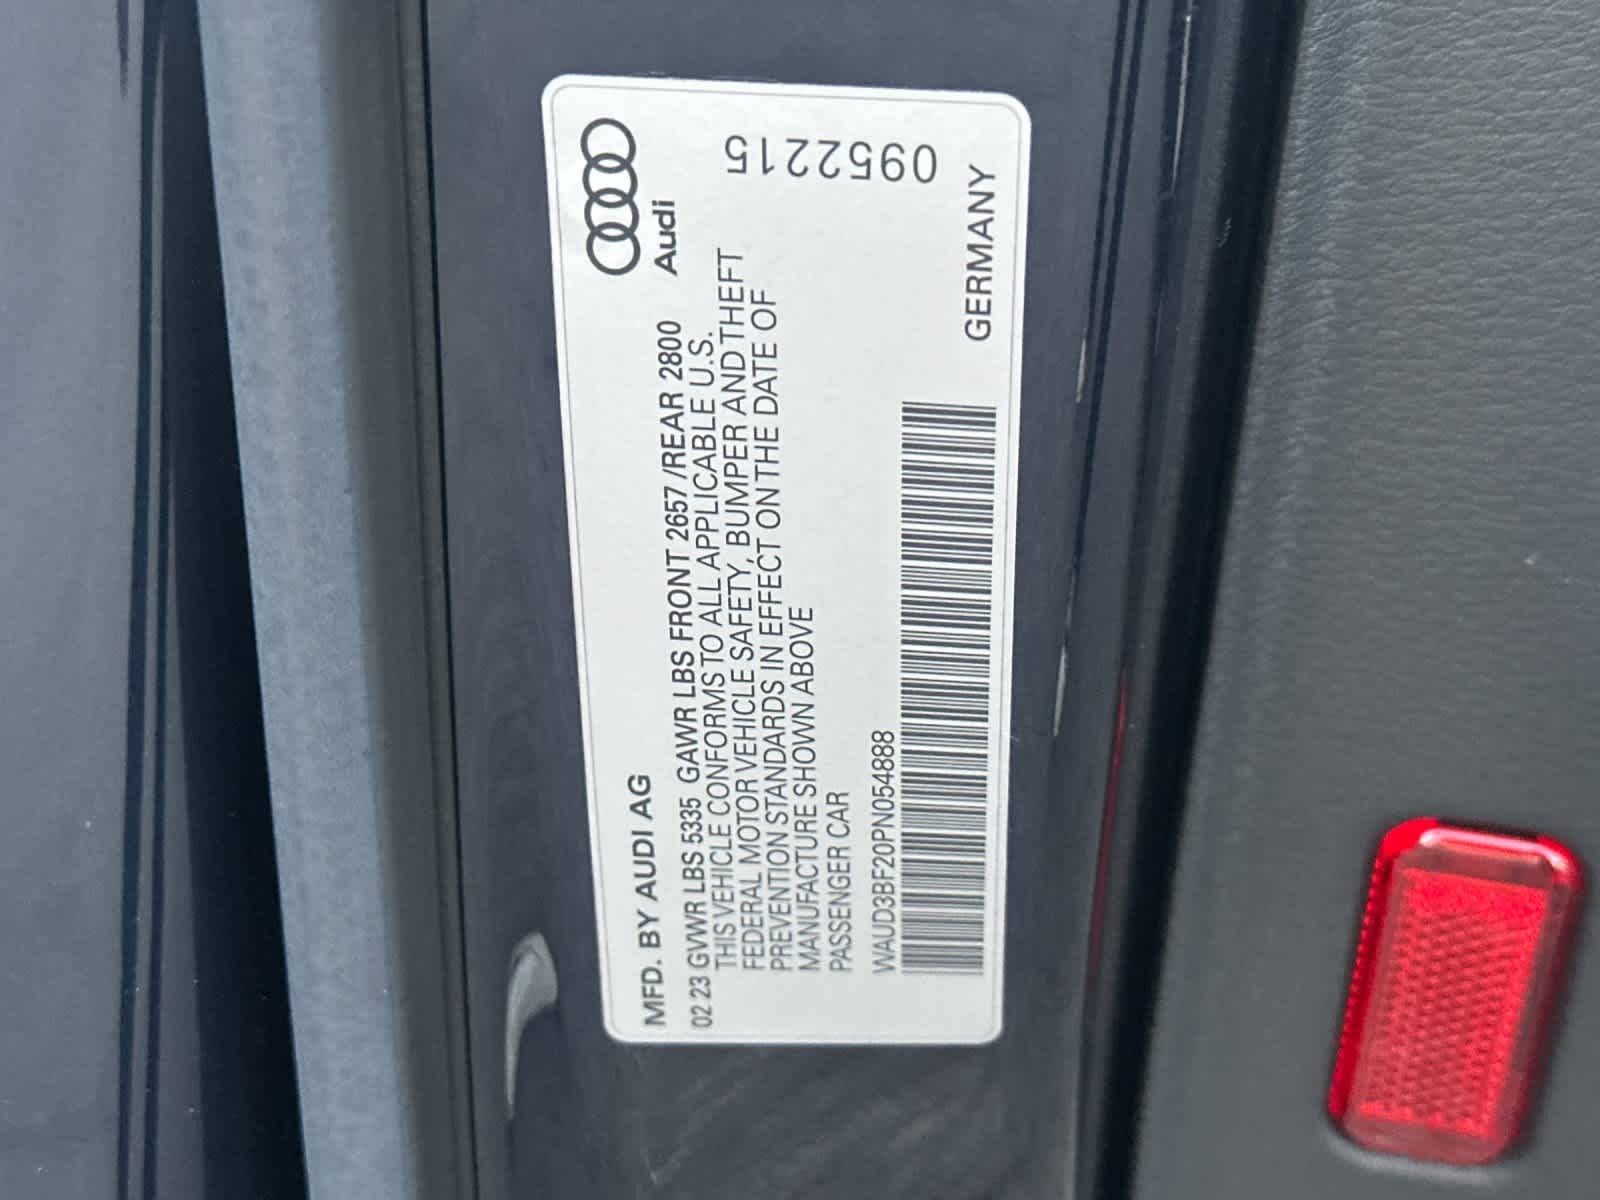 Audi
MFD. BY AUDI AG
02 23 GVWR LBS 5335 GAWR LBS FRONT 2657/REAR 2800
THIS VEHICLE CONFORMS TO ALL APPLICABLE U.S.
FEDERAL MOTOR VEHICLE SAFETY, BUMPER AND THEFT
PREVENTION STANDARDS IN EFFECT ON THE DATE OF
MANUFACTURE SHOWN ABOVE
PASSENGER CAR
WAUD3BF20PN054888
GERMANY
0952215